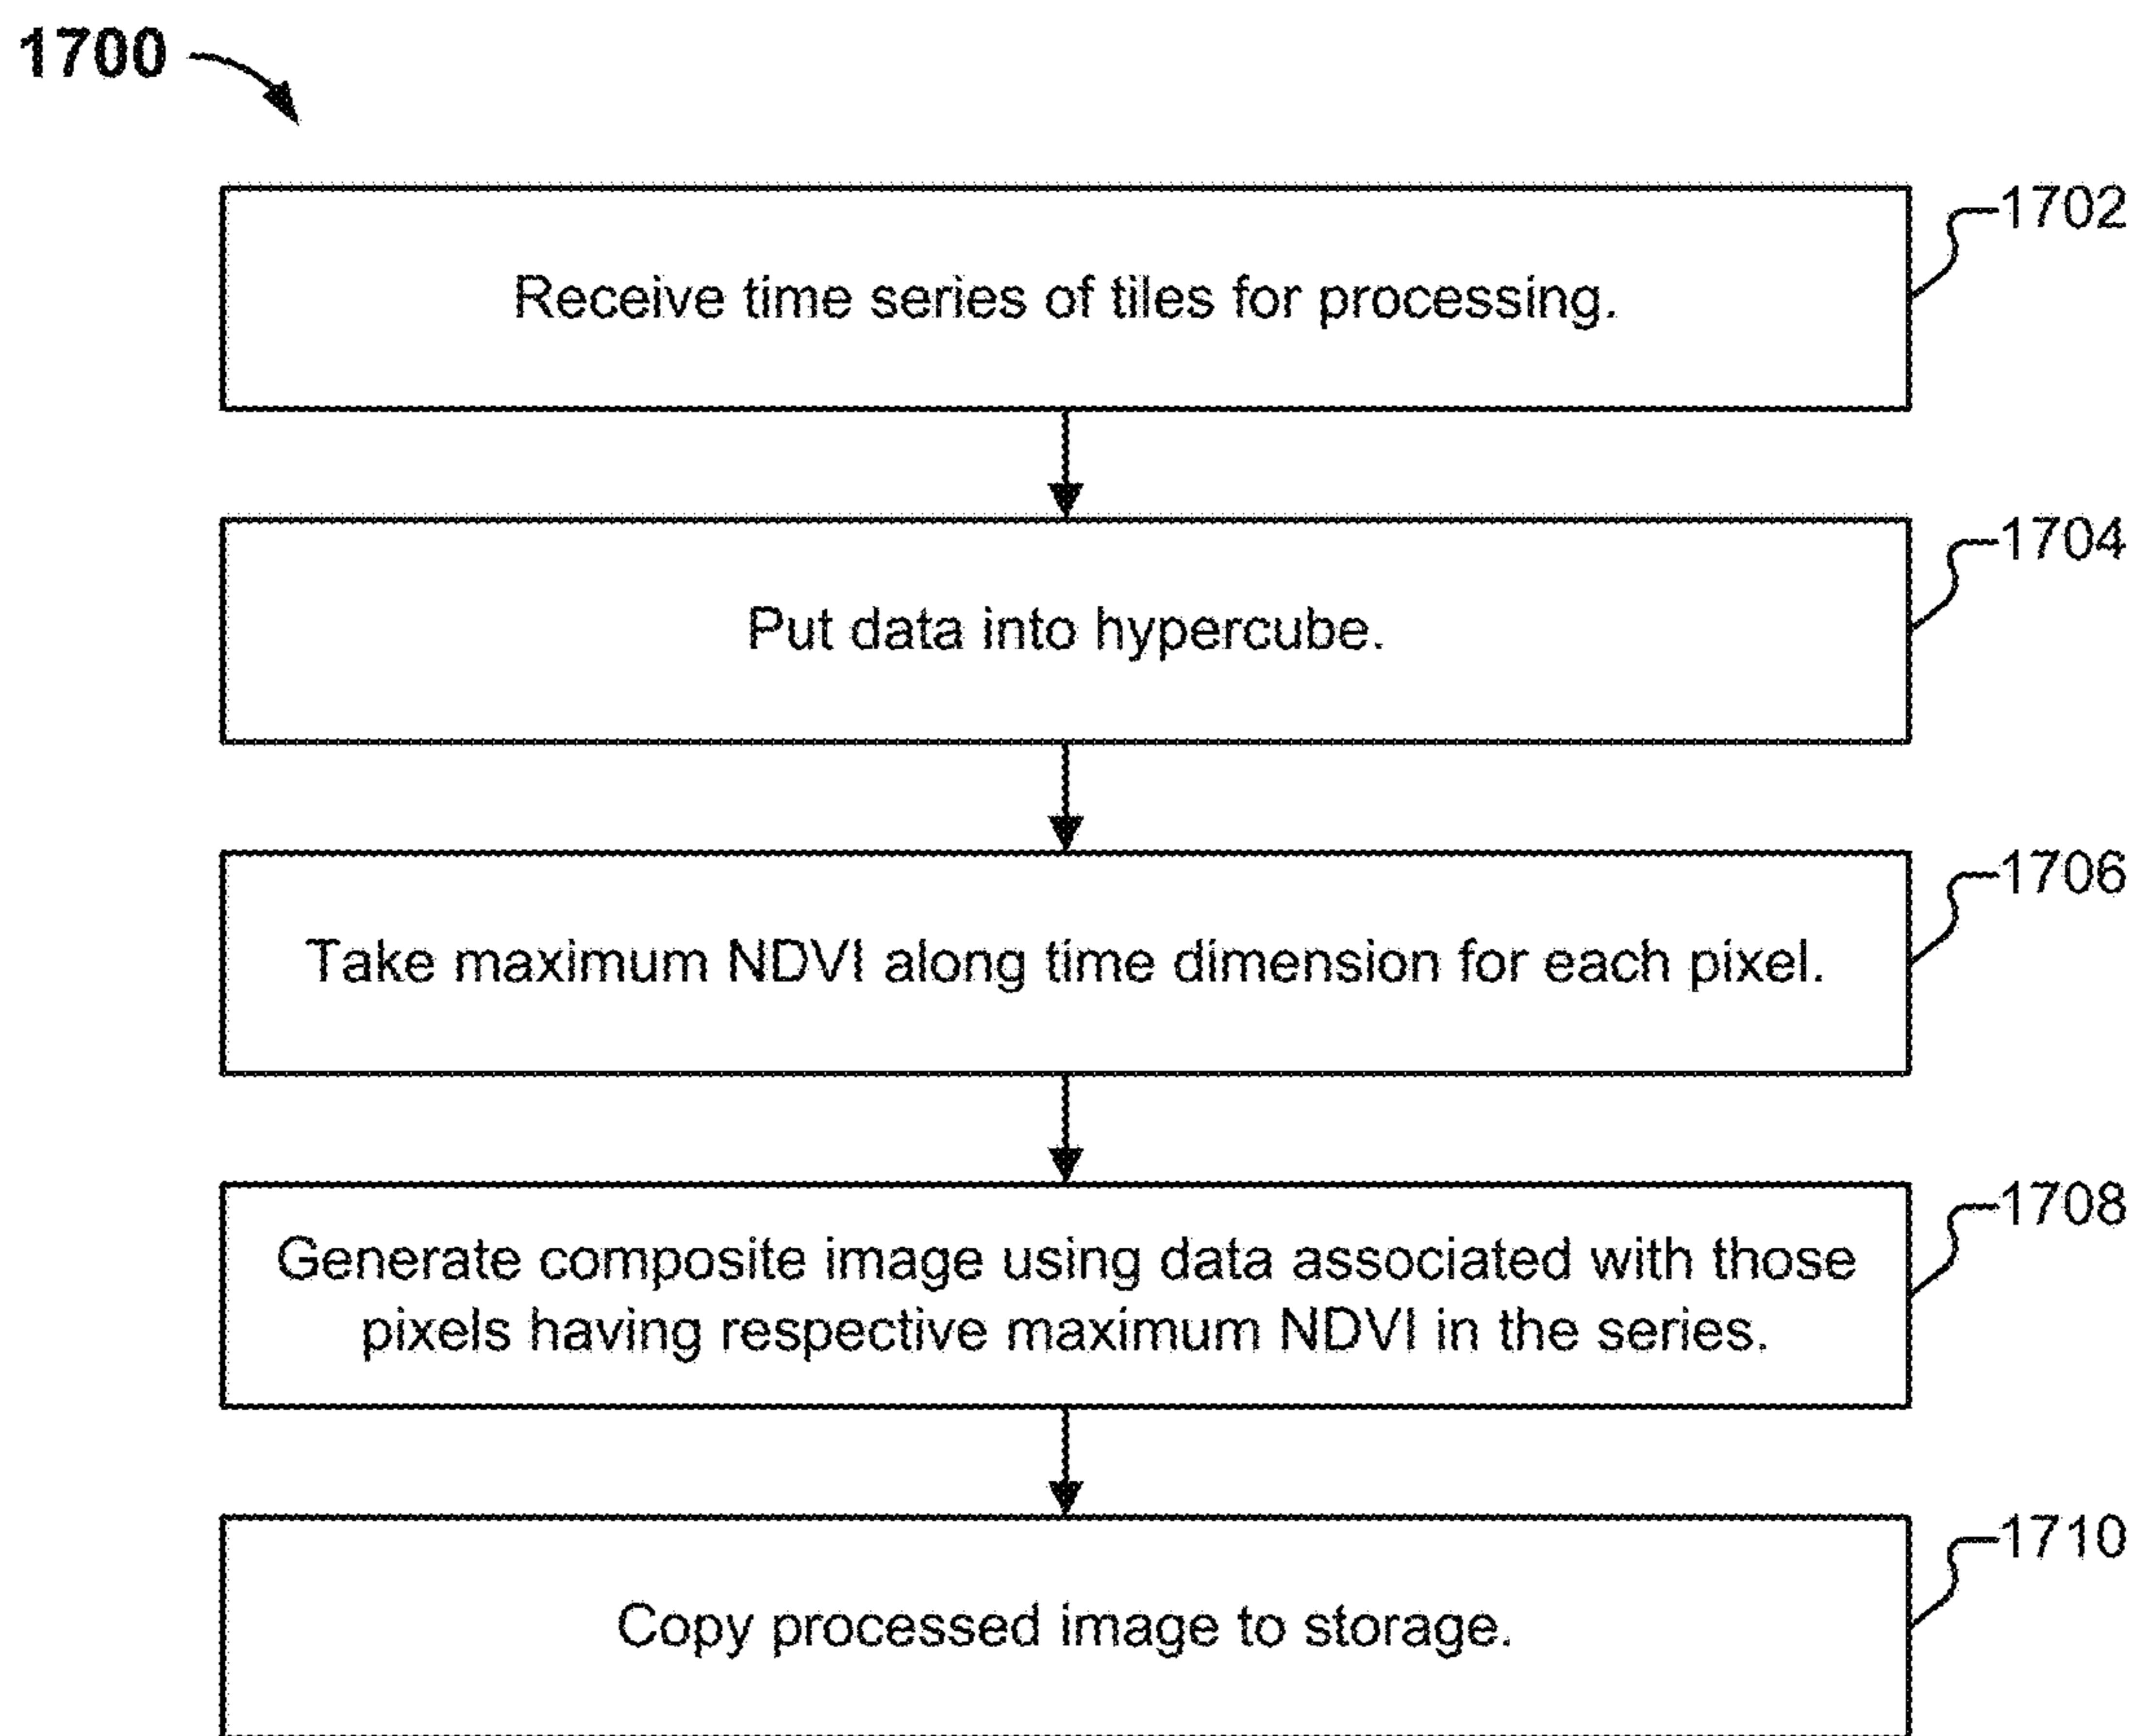 1700
1702
Receive time series of tiles for processing.
1704
Put data into hypercube.
1706
Take maximum NDVI along time dimension for each pixel.
1708
Generate composite image using data associated with those
pixels having respective maximum NDVI in the series.
1710
Copy processed image to storage.